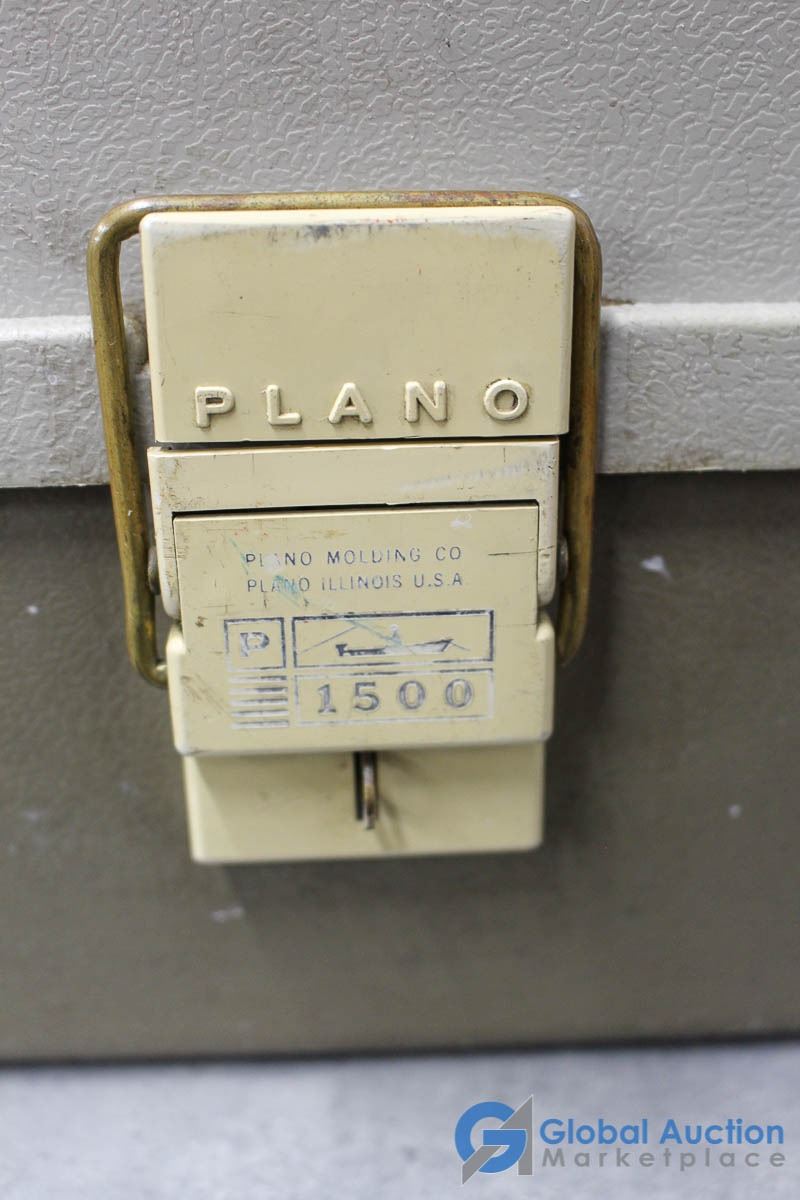 PLANO
PLANO MOLDING CO
PLANO ILLINOIS U.S.A.
P
1500
Global Auction
Marketplace